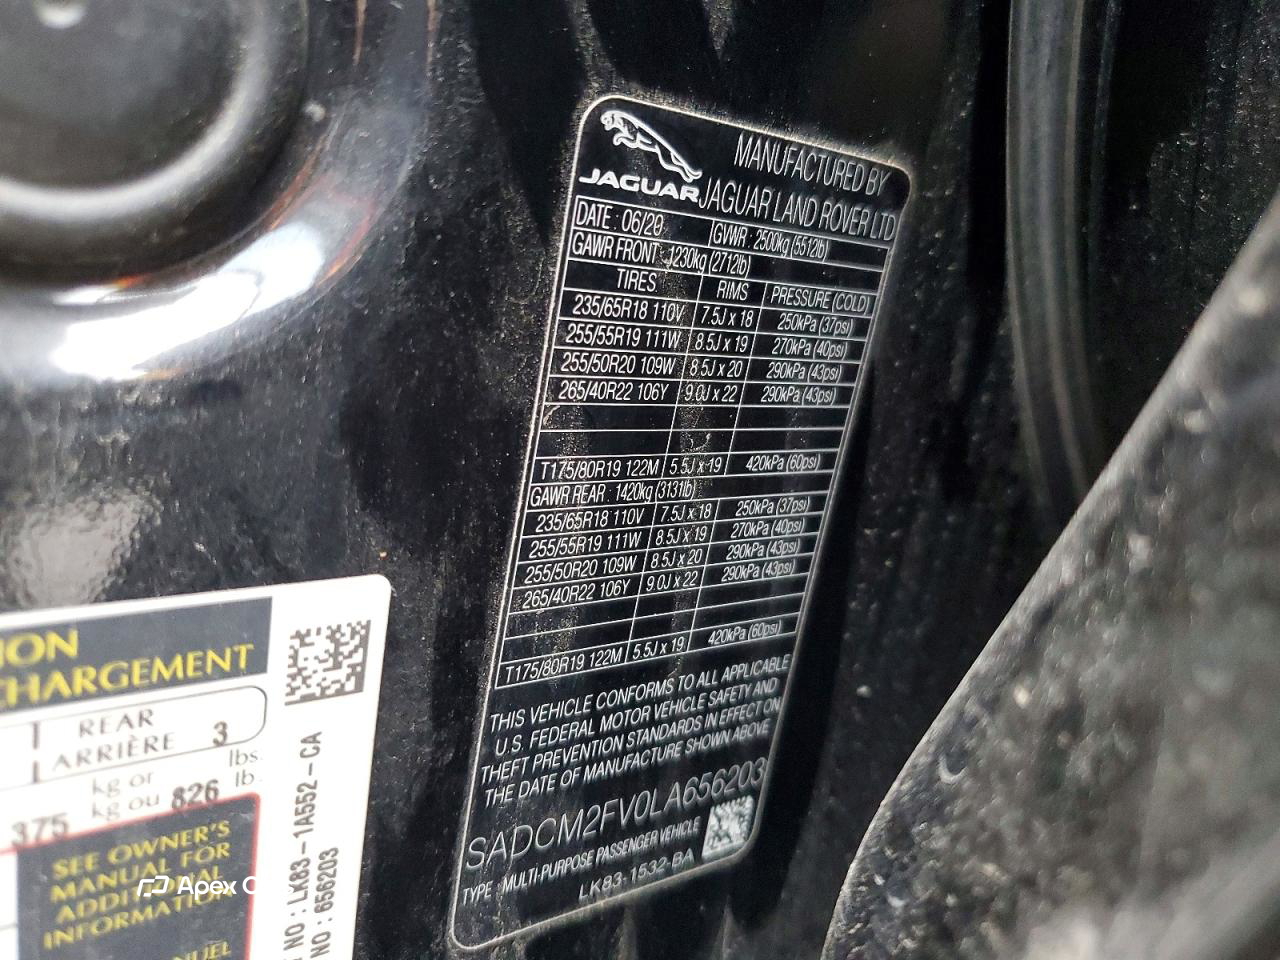 JAGUAR
MANUFACTURED BY
JAGUAR LAND ROVER LTD
DATE : 06/20 GVWR : 2500kg (5512lb)
GAWR FRONT : 1230kg (2712lb)
TIRES RIMS PRESSURE (COLD)
235/65R18 110V 7.5J x 18 250kPa (37psi)
255/55R19 111W 8.5J x 19 270kPa (40psi)
255/50R20 109W 8.5J x 20 290kPa (43psi)
265/40R22 106Y 9.0J x 22 290kPa (43psi)
T175/80R19 122M 5.5J x 19 420kPa (60psi)
GAWR REAR : 1420kg (3131lb)
235/65R18 110V 7.5J x 18 250kPa (37psi)
255/55R19 111W 8.5J x 19 270kPa (40psi)
255/50R20 109W 8.5J x 20 290kPa (43psi)
265/40R22 106Y 9.0J x 22 290kPa (43psi)
T175/80R19 122M 5.5J x 19 420kPa (60psi)
THIS VEHICLE CONFORMS TO ALL APPLICABLE
U.S. FEDERAL MOTOR VEHICLE SAFETY AND
THEFT PREVENTION STANDARDS IN EFFECT ON
THE DATE OF MANUFACTURE SHOWN ABOVE
SADCM2FV0LA656203
TYPE : MULTI-PURPOSE PASSENGER VEHICLE
LK83-1532-BA
CHARGEMENT
REAR
ARRIÈRE 3
kg or lbs.
375 kg ou 826 lb.
SEE OWNER'S
MANUAL FOR
ADDITIONAL
INFORMATION
NO : LK83-1A552-CA
NO : 656203
Apex